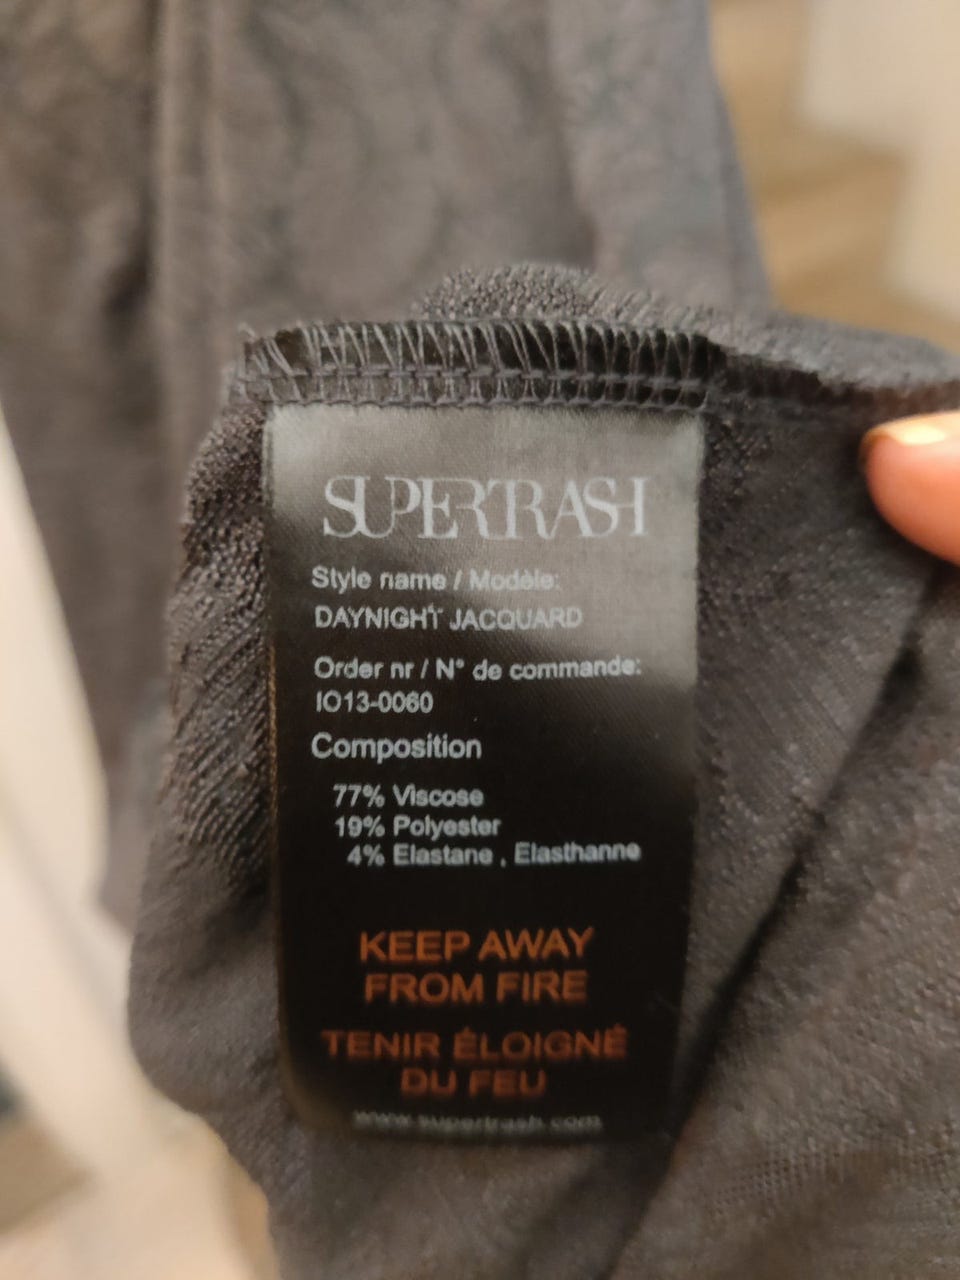 SUPERTRASH
Style name / Modèle:
DAYNIGHT JACQUARD
Order nr / N° de commande:
IO13-0060
Composition
77% Viscose
19% Polyester
4% Elastane , Elasthanne
KEEP AWAY
FROM FIRE
TENIR ÉLOIGNÉ
DU FEU
www.supertrash.com